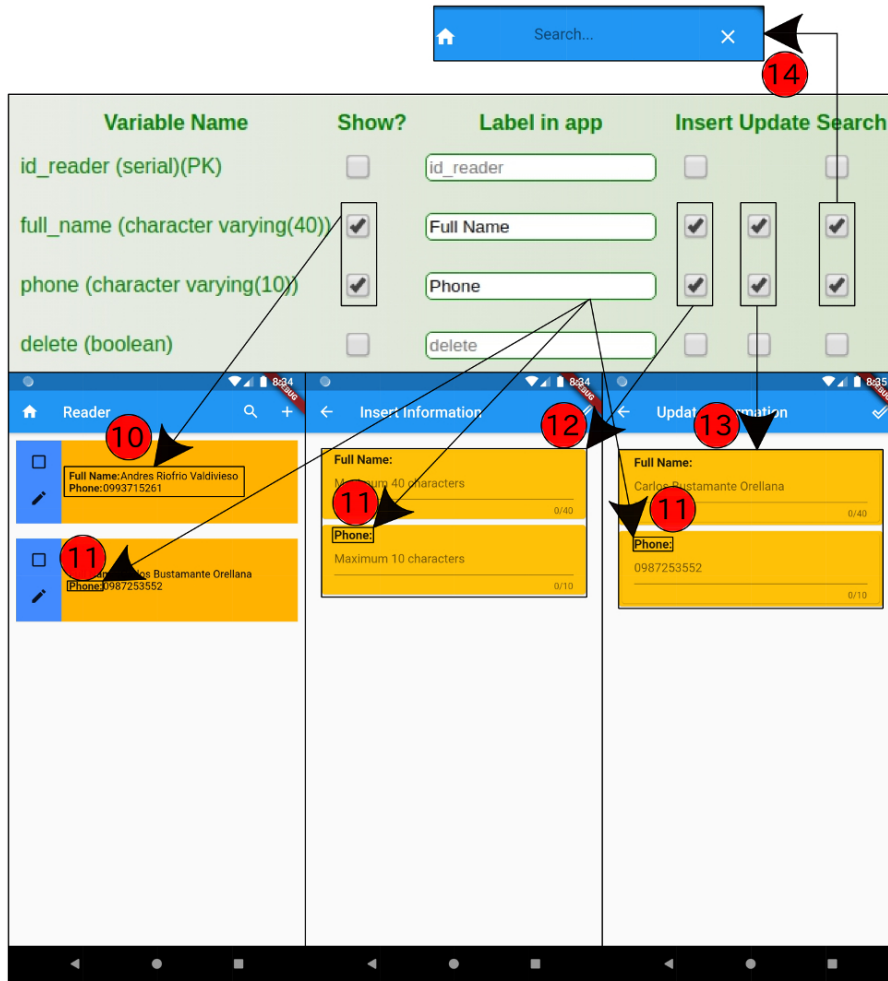 Search...
14
Variable Name Show? Label in app Insert Update Search
id_reader (serial)(PK) id_reader
full_name (character varying(40)) Full Name
phone (character varying(10)) Phone
delete (boolean) delete
8:34
Reader
10
Full Name:Andres Riofrio Valdivieso
Phone:0993715261
11
Bustamante Orellana
Phone:0987253552
8:34
Insert Information
12
Full Name:
Maximum 40 characters
0/40
11
Phone:
Maximum 10 characters
0/10
8:35
Update Information
13
Full Name:
Carlos Bustamante Orellana
0/40
11
Phone:
0987253552
0/10